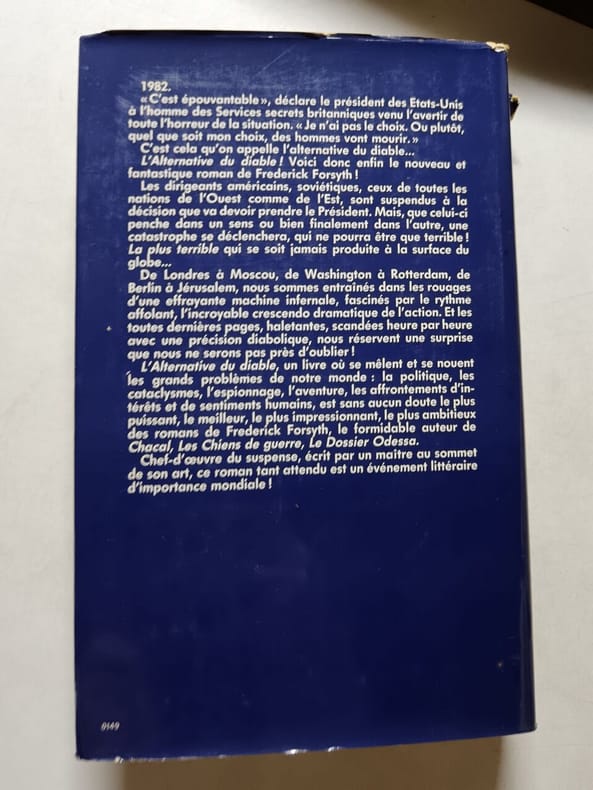 1982.
« C'est épouvantable », déclare le président des Etats-Unis
à l'homme des Services secrets britanniques venu l'avertir de
toute l'horreur de la situation. « Je n'ai pas le choix. Ou plutôt,
quel que soit mon choix, des hommes vont mourir. »
C'est cela qu'on appelle l'alternative du diable...
L'Alternative du diable ! Voici donc enfin le nouveau et
fantastique roman de Frederick Forsyth !
Les dirigeants américains, soviétiques, ceux de toutes les
nations de l'Ouest comme de l'Est, sont suspendus à la
décision que va devoir prendre le Président. Mais, que celui-ci
penche dans un sens ou bien finalement dans l'autre, une
catastrophe se déclenchera, qui ne pourra être que terrible !
La plus terrible qui se soit jamais produite à la surface du
globe...
De Londres à Moscou, de Washington à Rotterdam, de
Berlin à Jérusalem, nous sommes entraînés dans les rouages
d'une effrayante machine infernale, fascinés par le rythme
affolant, l'incroyable crescendo dramatique de l'action. Et les
toutes dernières pages, haletantes, scandées heure par heure
avec une précision diabolique, nous réservent une surprise
que nous ne serons pas près d'oublier !
L'Alternative du diable, un livre où se mêlent et se nouent
les grands problèmes de notre monde : la politique, les
cataclysmes, l'espionnage, l'aventure, les affrontements d'in-
térêts et de sentiments humains, est sans aucun doute le plus
puissant, le meilleur, le plus impressionnant, le plus ambitieux
des romans de Frederick Forsyth, le formidable auteur de
Chacal, Les Chiens de guerre, Le Dossier Odessa.
Chef-d'œuvre du suspense, écrit par un maître au sommet
de son art, ce roman tant attendu est un événement littéraire
d'importance mondiale !
0149